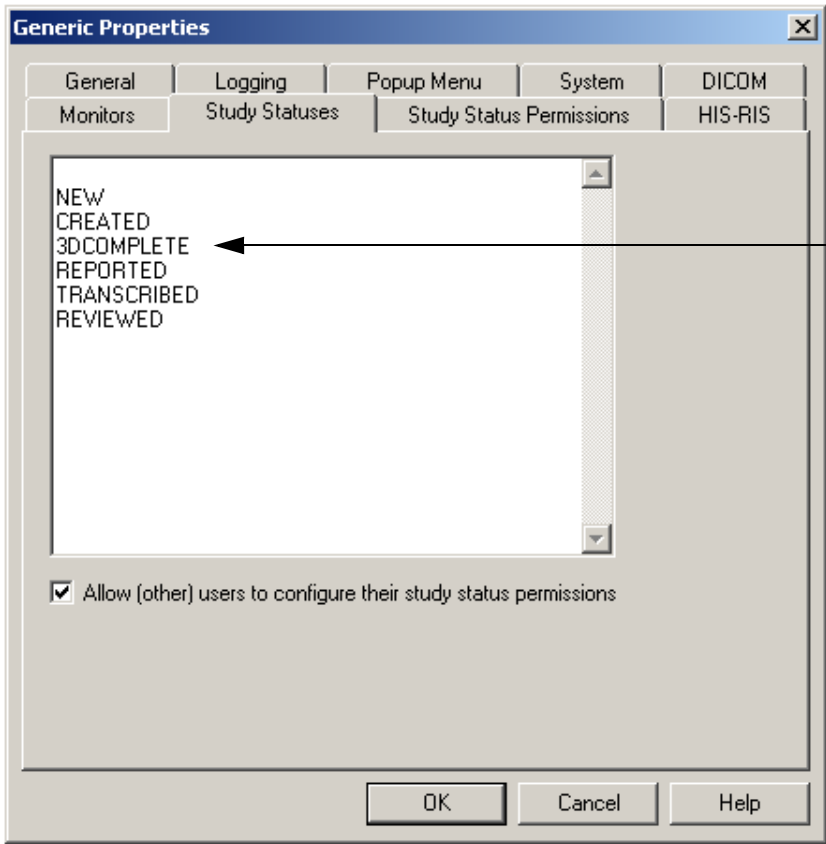 Generic Properties
General Logging Popup Menu System DICOM
Monitors Study Statuses Study Status Permissions HIS-RIS
NEW
CREATED
3DCOMPLETE
REPORTED
TRANSCRIBED
REVIEWED
Allow (other) users to configure their study status permissions
OK Cancel Help